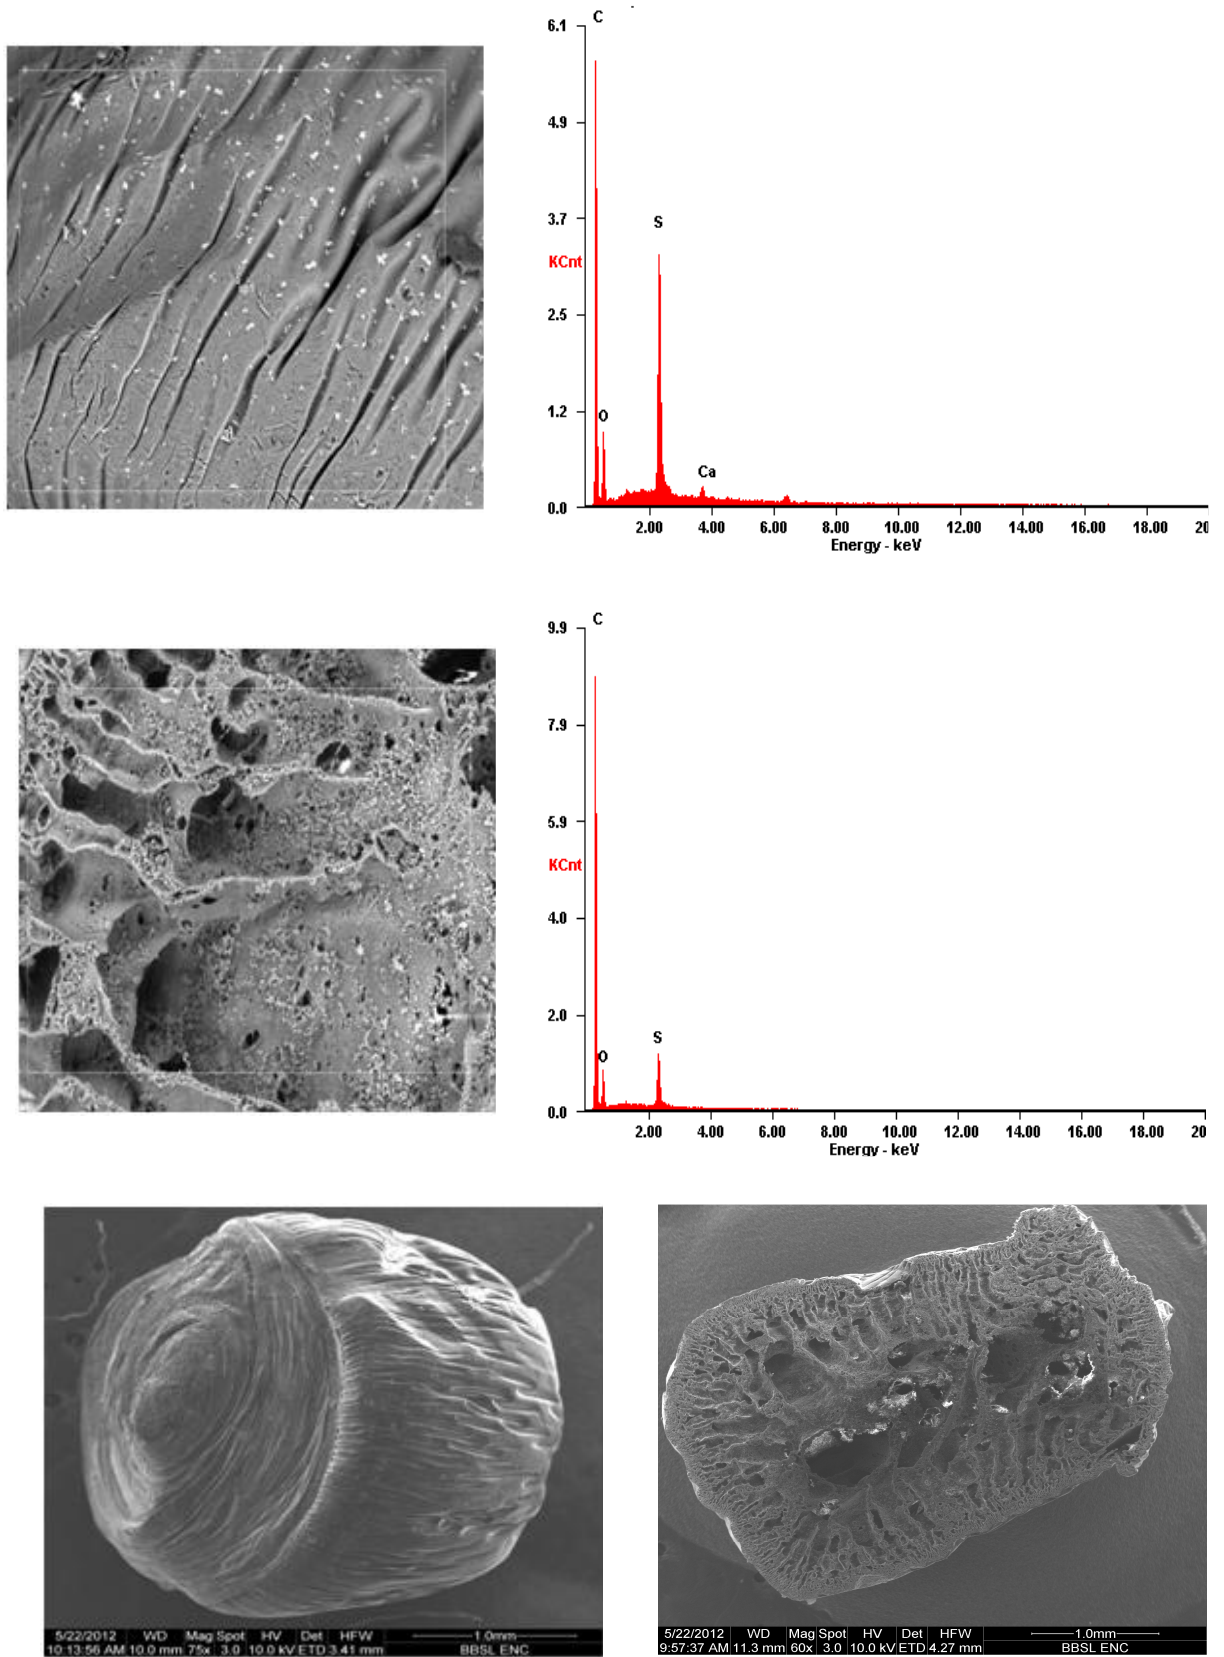 C
6.1
4.9
3.7
S
KCnt
2.5
1.2
O
Ca
0.0
2.00 4.00 6.00 8.00 10.00 12.00 14.00 16.00 18.00 20
Energy - keV
C
9.9
7.9
5.9
KCnt
4.0
2.0
S
O
0.0
2.00 4.00 6.00 8.00 10.00 12.00 14.00 16.00 18.00 20
Energy - keV
5/22/2012 WD Mag Spot HV Det HFW 1.0mm
10:13:56 AM 10.0 mm 75x 3.0 10.0 kV ETD 3.41 mm BBSL ENC
5/22/2012 WD Mag Spot HV Det HFW 1.0mm
9:57:37 AM 11.3 mm 60x 3.0 10.0 kV ETD 4.27 mm BBSL ENC